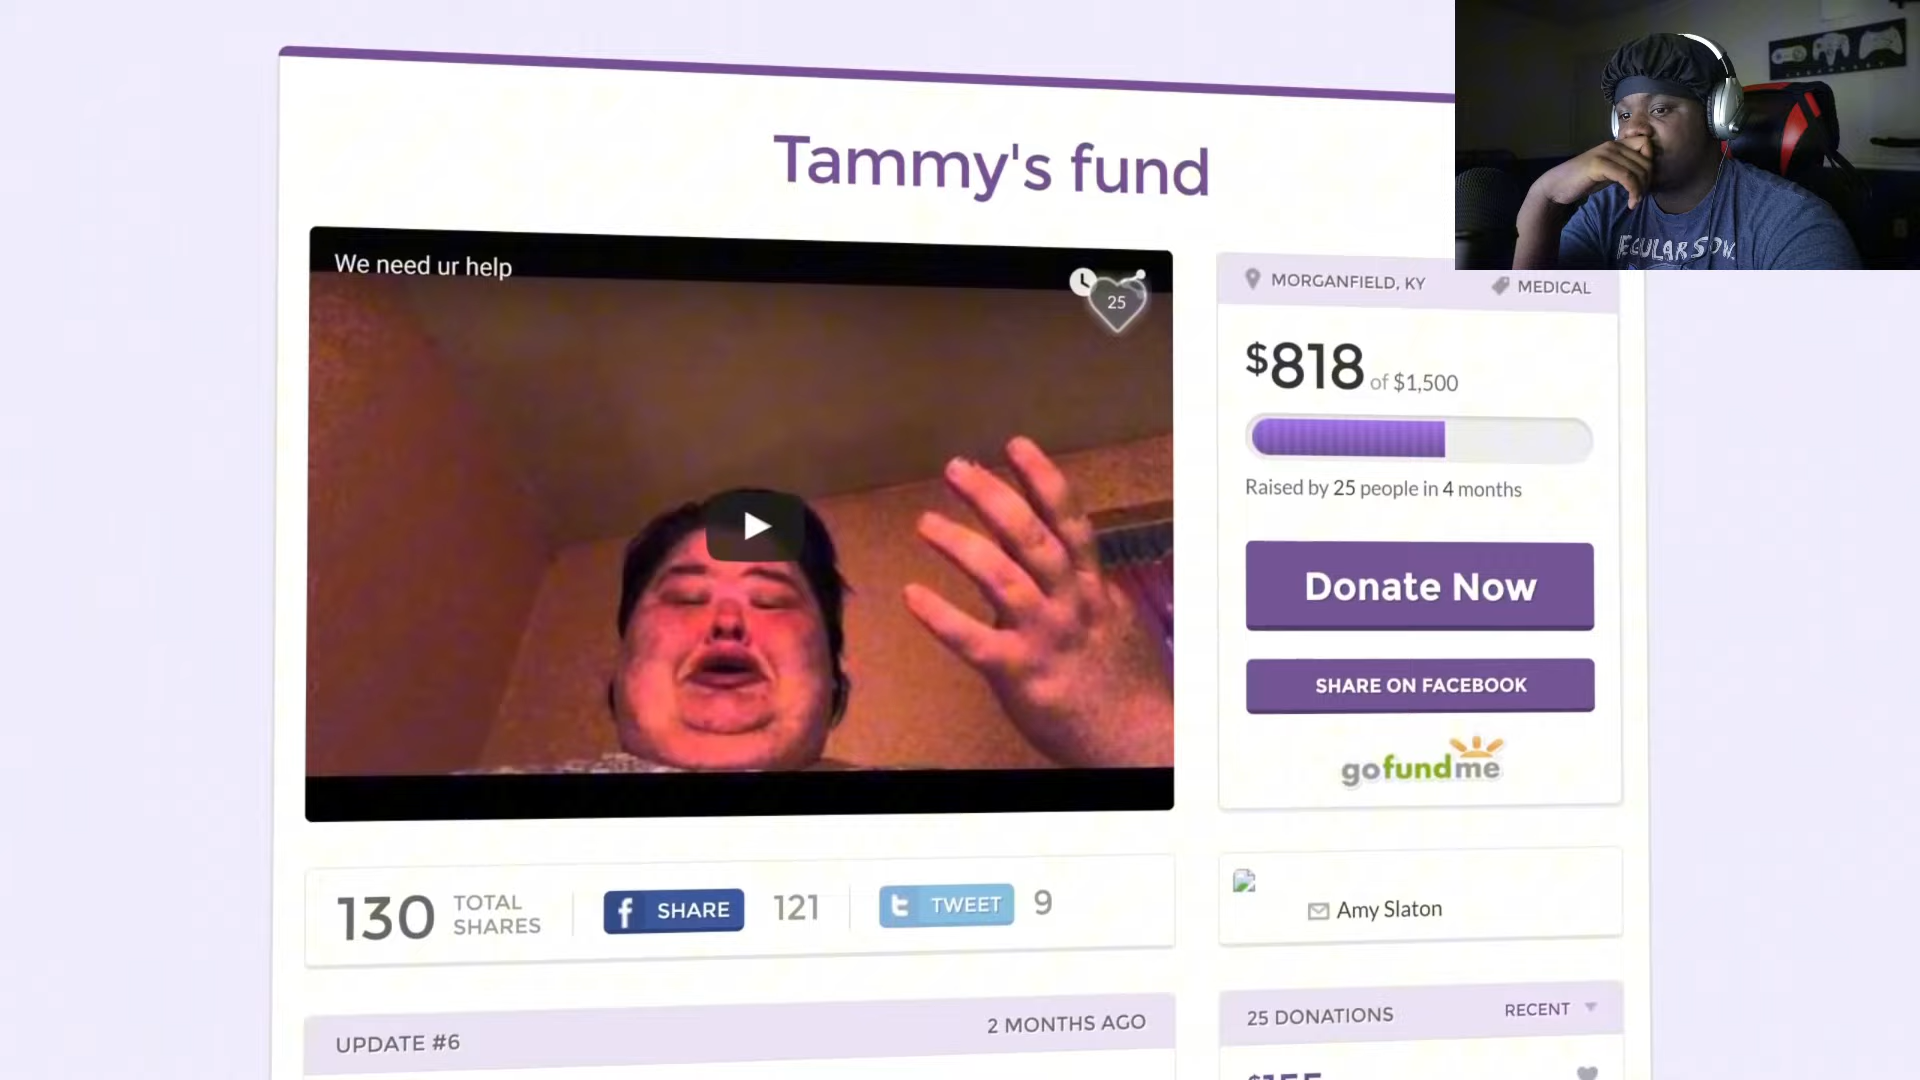 Tammy's fund
We need ur help
25
MORGANFIELD, KY
MEDICAL
$818 of $1,500
Raised by 25 people in 4 months
Donate Now
SHARE ON FACEBOOK
gofundme
130 TOTAL SHARES
SHARE 121
TWEET 9
Amy Slaton
UPDATE #6
2 MONTHS AGO
25 DONATIONS
RECENT